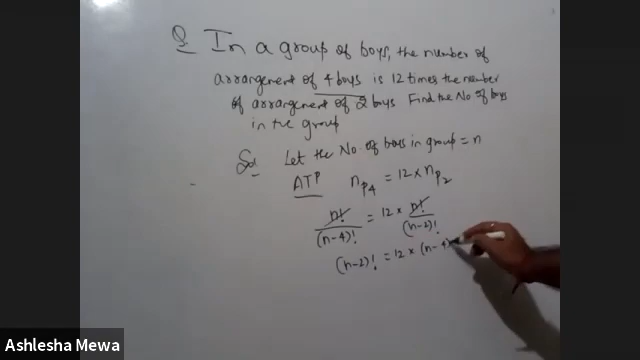 Q In a group of boys, the number of
arrangement of 4 boys is 12 times the number
of arrangement of 2 boys Find the No of boys
in the group
Sol Let the No. of boys in group = n
ATP nP4 = 12 × nP2
n!/(n-4)! = 12 × n!/(n-2)!
(n-2)! = 12 × (n-4)
Ashlesha Mewa